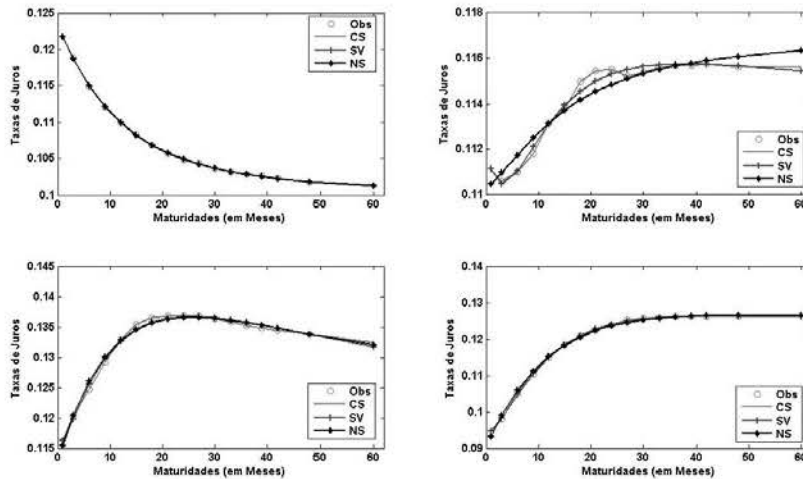 Taxas de Juros
0.125
0.12
0.115
0.11
0.105
0.1
0 10 20 30 40 50 60
Maturidades (em Meses)
Obs
CS
SV
NS
Taxas de Juros
0.118
0.116
0.114
0.112
0.11
0 10 20 30 40 50 60
Maturidades (em Meses)
Obs
CS
SV
NS
Taxas de Juros
0.145
0.14
0.135
0.13
0.125
0.12
0.115
0 10 20 30 40 50 60
Maturidades (em Meses)
Obs
CS
SV
NS
Taxas de Juros
0.14
0.13
0.12
0.11
0.1
0.09
0 10 20 30 40 50 60
Maturidades (em Meses)
Obs
CS
SV
NS